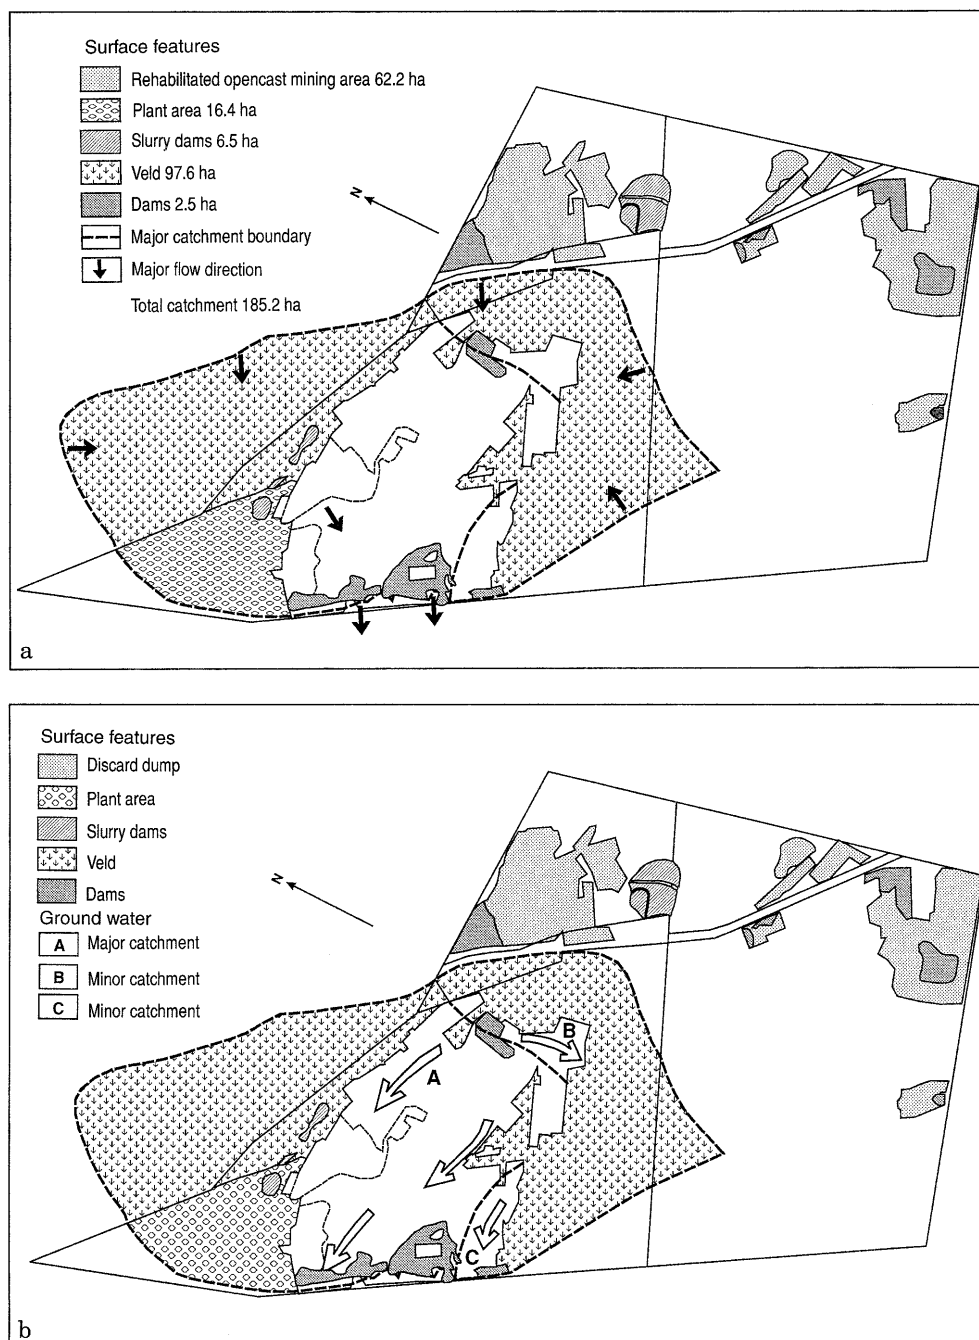 Surface features
Rehabilitated opencast mining area 62.2 ha
Plant area 16.4 ha
Slurry dams 6.5 ha
Veld 97.6 ha
Dams 2.5 ha
Major catchment boundary
Major flow direction
Total catchment 185.2 ha
N
a
Surface features
Discard dump
Plant area
Slurry dams
Veld
Dams
Ground water
A Major catchment
B Minor catchment
C Minor catchment
N
B
A
C
b